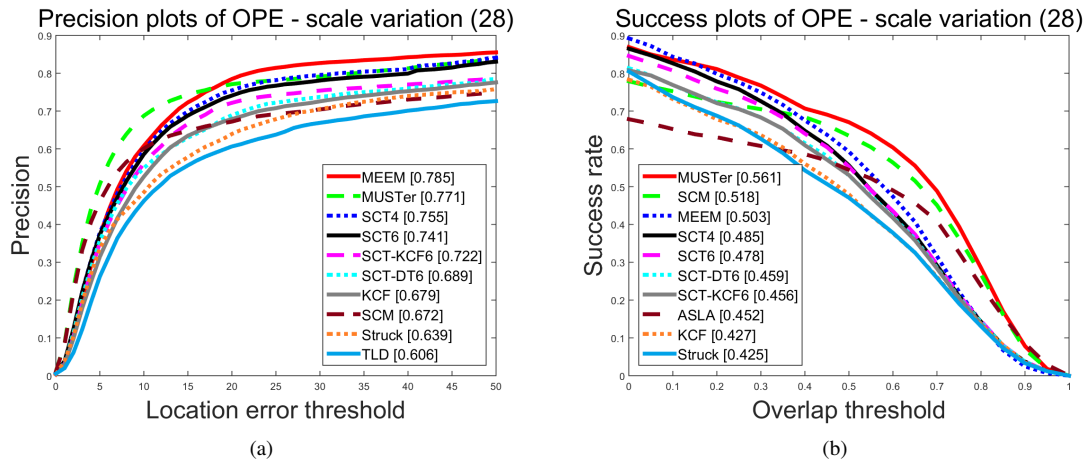 Precision plots of OPE - scale variation (28)
0.9
0.8
0.7
0.6
0.5
0.4
0.3
0.2
0.1
0
Precision
MEEM [0.785]
MUSTer [0.771]
SCT4 [0.755]
SCT6 [0.741]
SCT-KCF6 [0.722]
SCT-DT6 [0.689]
KCF [0.679]
SCM [0.672]
Struck [0.639]
TLD [0.606]
0 5 10 15 20 25 30 35 40 45 50
Location error threshold
(a)
Success plots of OPE - scale variation (28)
0.9
0.8
0.7
0.6
0.5
0.4
0.3
0.2
0.1
0
Success rate
MUSTer [0.561]
SCM [0.518]
MEEM [0.503]
SCT4 [0.485]
SCT6 [0.478]
SCT-DT6 [0.459]
SCT-KCF6 [0.456]
ASLA [0.452]
KCF [0.427]
Struck [0.425]
0 0.1 0.2 0.3 0.4 0.5 0.6 0.7 0.8 0.9 1
Overlap threshold
(b)